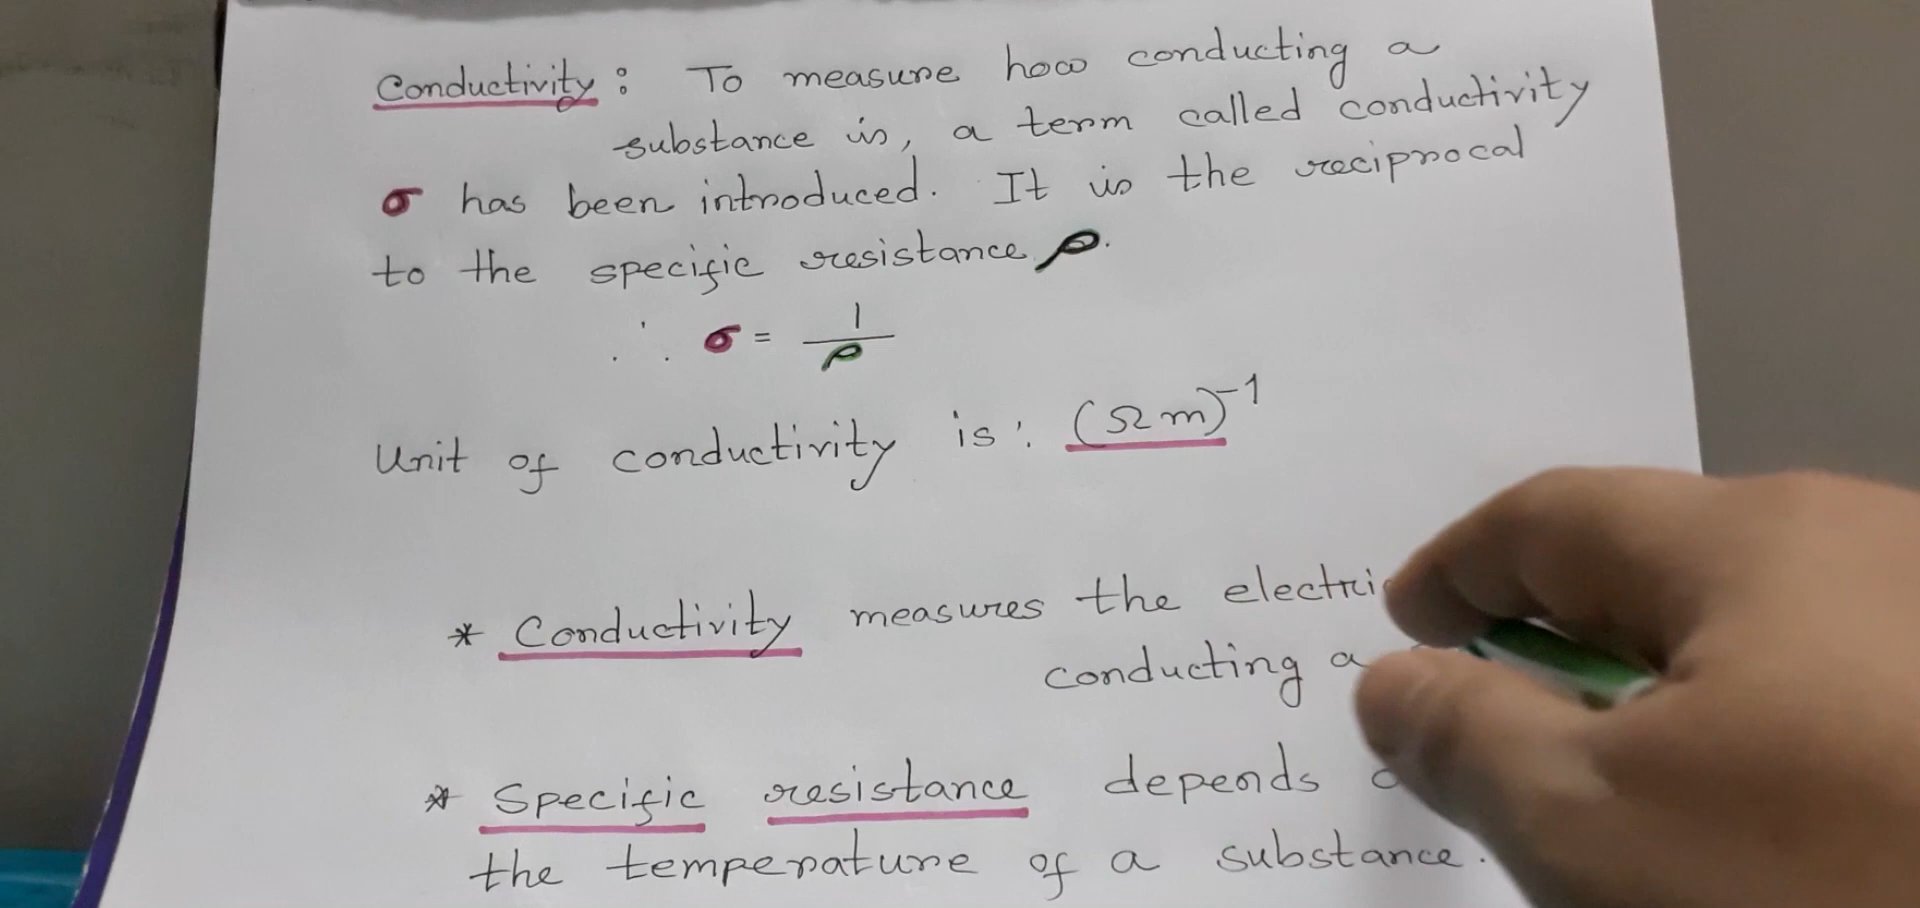 Conductivity : To measure how conducting a
substance is, a term called conductivity
σ has been introduced. It is the reciprocal
to the specific resistance ρ.
∴ σ = 1/ρ
Unit of conductivity is : (Ωm)⁻¹
* Conductivity measures the
conducting
* Specific resistance depends
the temperature of a substance.